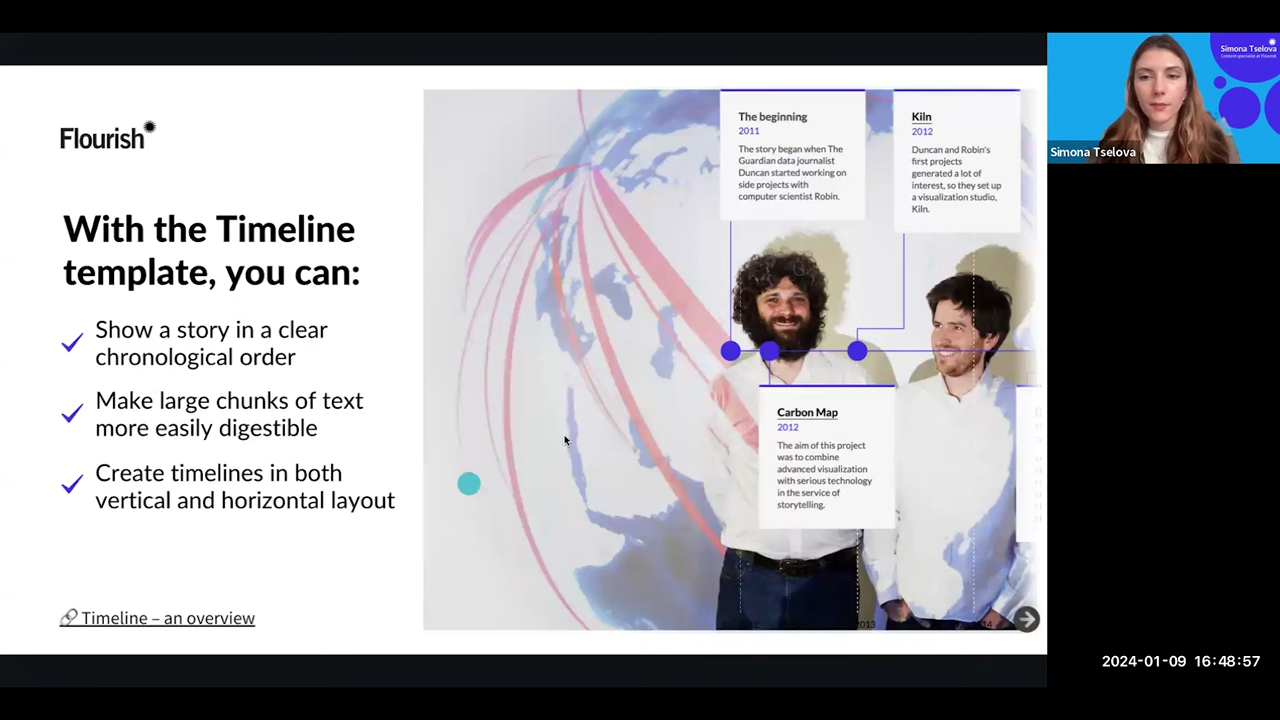 Flourish
With the Timeline
template, you can:
Show a story in a clear
chronological order
Make large chunks of text
more easily digestible
Create timelines in both
vertical and horizontal layout
Timeline – an overview
The beginning
2011
The story began when The
Guardian data journalist
Duncan started working on
side projects with
computer scientist Robin.
Kiln
2012
Duncan and Robin's
first projects
generated a lot of
interest, so they set up
a visualization studio,
Kiln.
Carbon Map
2012
The aim of this project
was to combine
advanced visualization
with serious technology
in the service of
storytelling.
2013
Simona Tselova
Content specialist at Flourish
Simona Tselova
2024-01-09 16:48:57